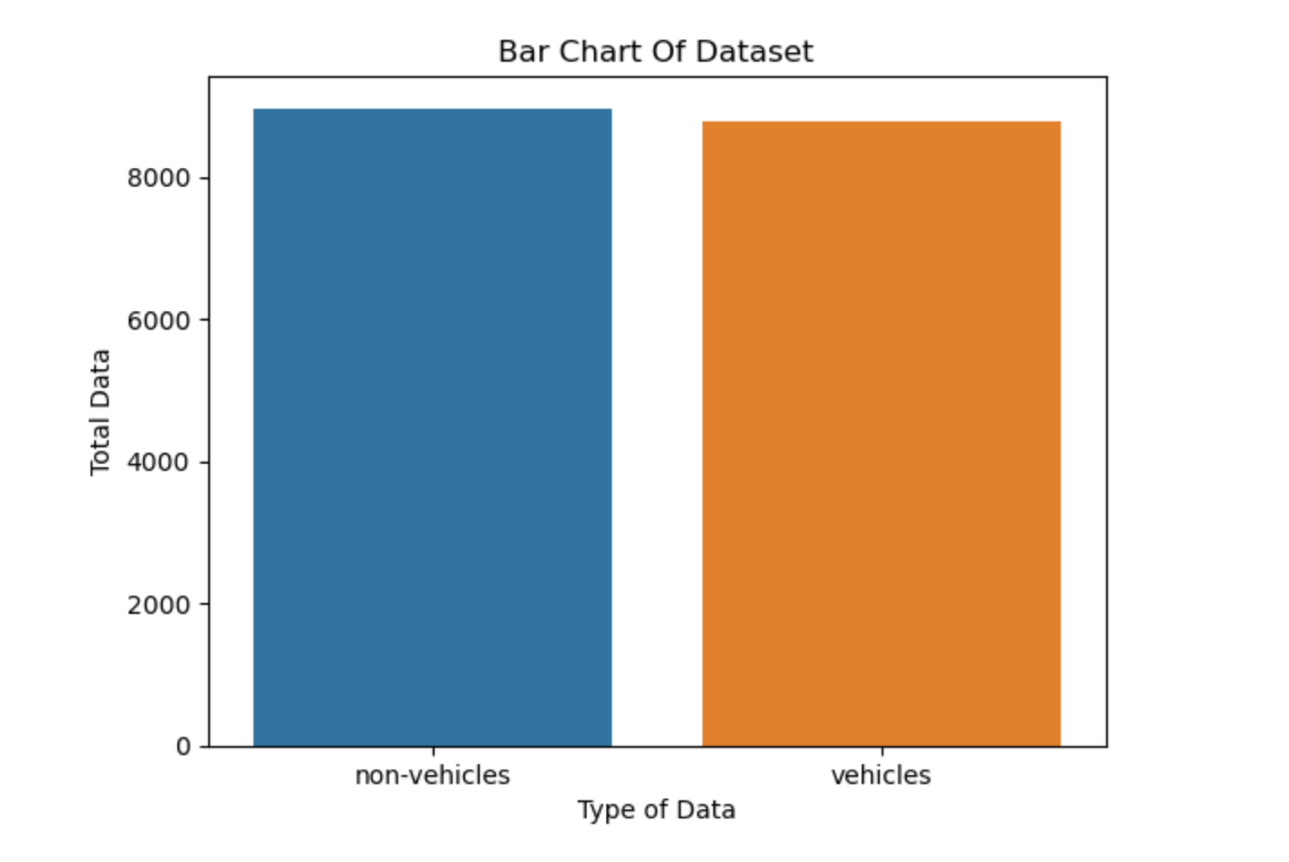 Bar Chart Of Dataset
Total Data
8000
6000
4000
2000
0
non-vehicles vehicles
Type of Data